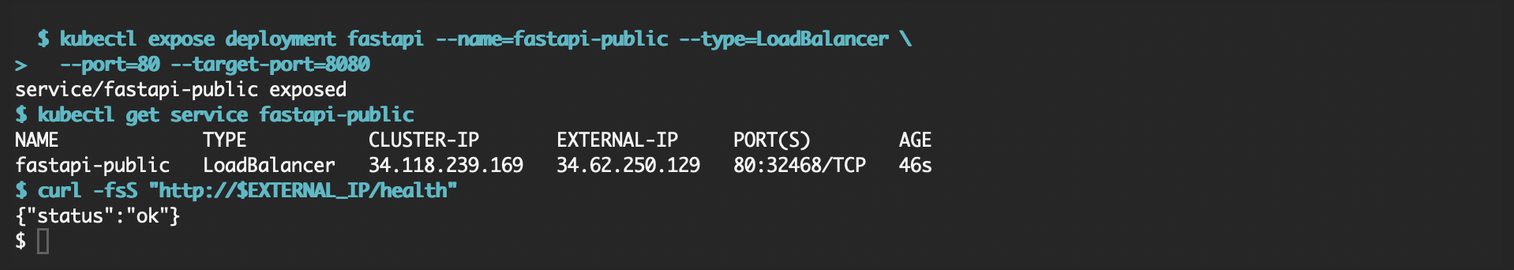 $ kubectl expose deployment fastapi --name=fastapi-public --type=LoadBalancer \
>   --port=80 --target-port=8080
service/fastapi-public exposed
$ kubectl get service fastapi-public
NAME             TYPE           CLUSTER-IP       EXTERNAL-IP     PORT(S)        AGE
fastapi-public   LoadBalancer   34.118.239.169   34.62.250.129   80:32468/TCP   46s
$ curl -fsS "http://$EXTERNAL_IP/health"
{"status":"ok"}
$